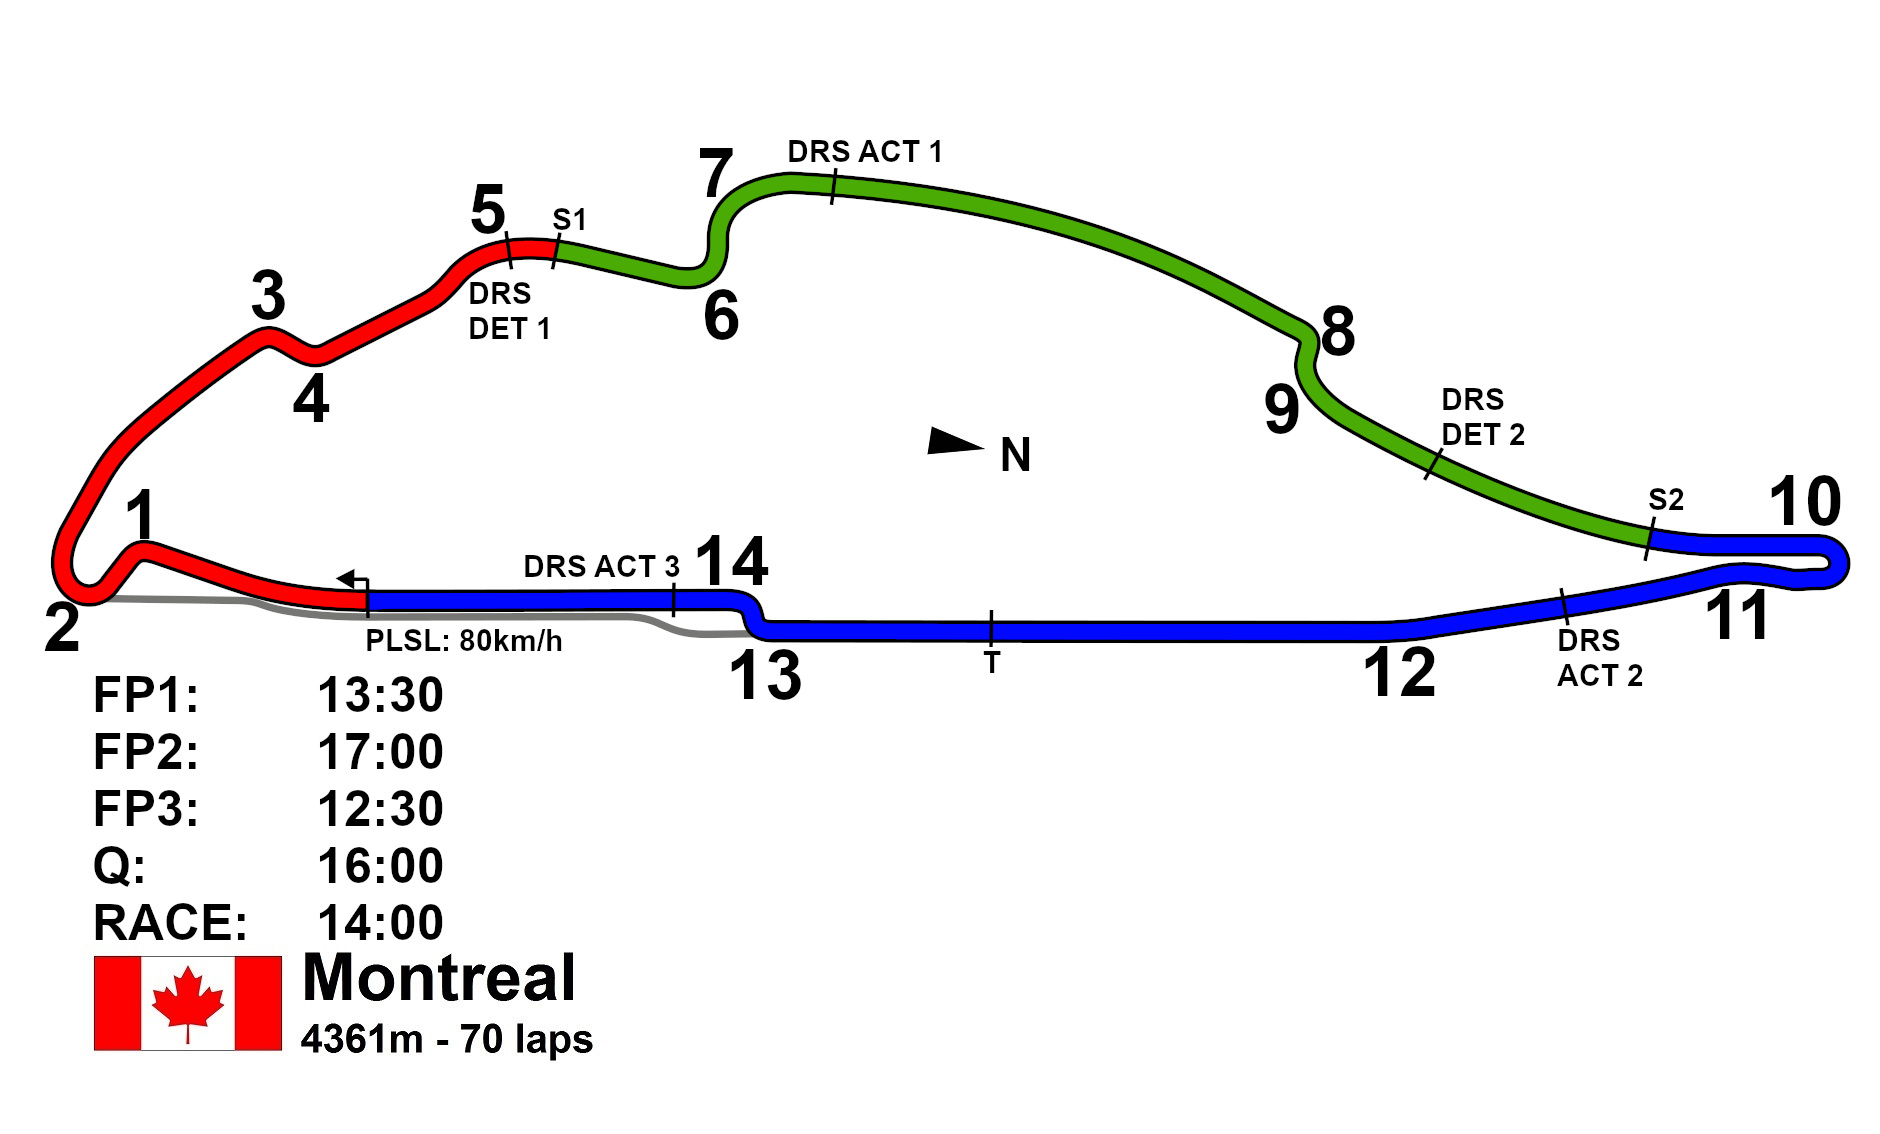 7
DRS ACT 1
5
S1
3
DRS
DET 1
6
8
4
9
DRS
DET 2
N
1
S2
10
DRS ACT 3
14
2
PLSL: 80km/h
13
T
12
11
DRS
ACT 2
FP1: 13:30
FP2: 17:00
FP3: 12:30
Q: 16:00
RACE: 14:00
Montreal
4361m - 70 laps